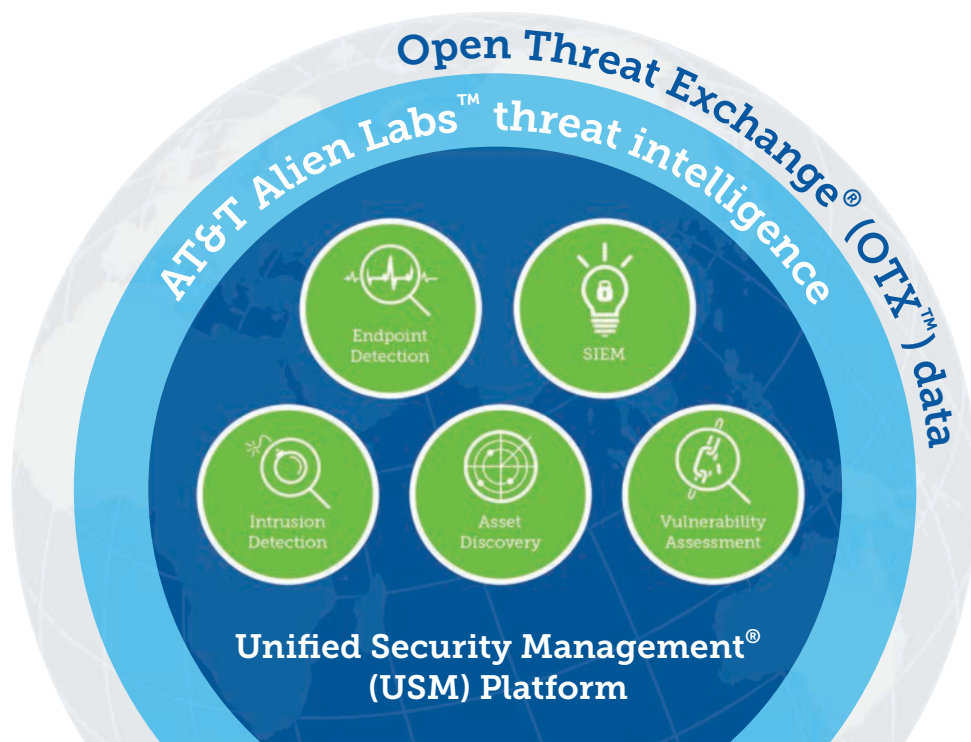 Open Threat Exchange® (OTX™) data
AT&T Alien Labs™ threat intelligence
Endpoint
Detection
SIEM
Intrusion
Detection
Asset
Discovery
Vulnerability
Assessment
Unified Security Management®
(USM) Platform